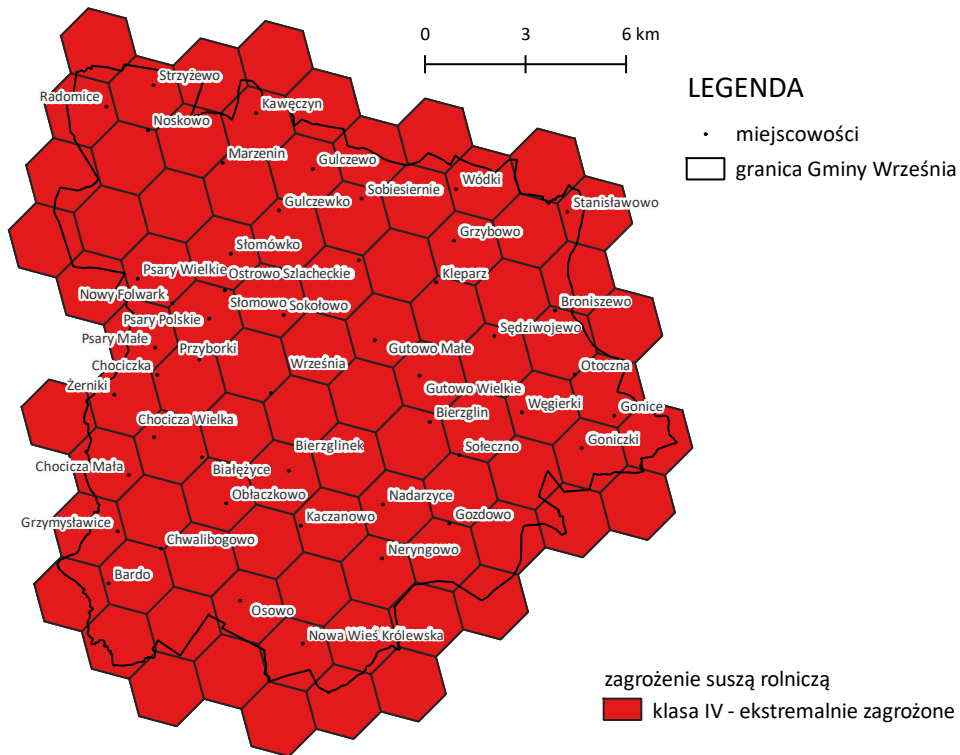 0 3 6 km
LEGENDA
miejscowości
granica Gminy Września
Strzyżewo
Radomice
Kawęczyn
Noskowo
Marzenin
Gulczewo
Wódki
Sobiesiernie
Gulczewko
Stanisławowo
Grzybowo
Słomówko
Psary Wielkie
Ostrowo Szlacheckie
Kleparz
Nowy Folwark
Słomowo
Sokołowo
Broniszewo
Psary Polskie
Sędziwojewo
Psary Małe
Przyborki
Gutowo Małe
Chociczka
Września
Otoczna
Żerniki
Gutowo Wielkie
Węgierki
Gonice
Chocicza Wielka
Bierzglin
Bierzglinek
Sołeczno
Goniczki
Chocicza Mała
Białężyce
Obłaczkowo
Nadarzyce
Grzymysławice
Kaczanowo
Gozdowo
Chwalibogowo
Neryngowo
Bardo
Osowo
Nowa Wieś Królewska
zagrożenie suszą rolniczą
klasa IV - ekstremalnie zagrożone